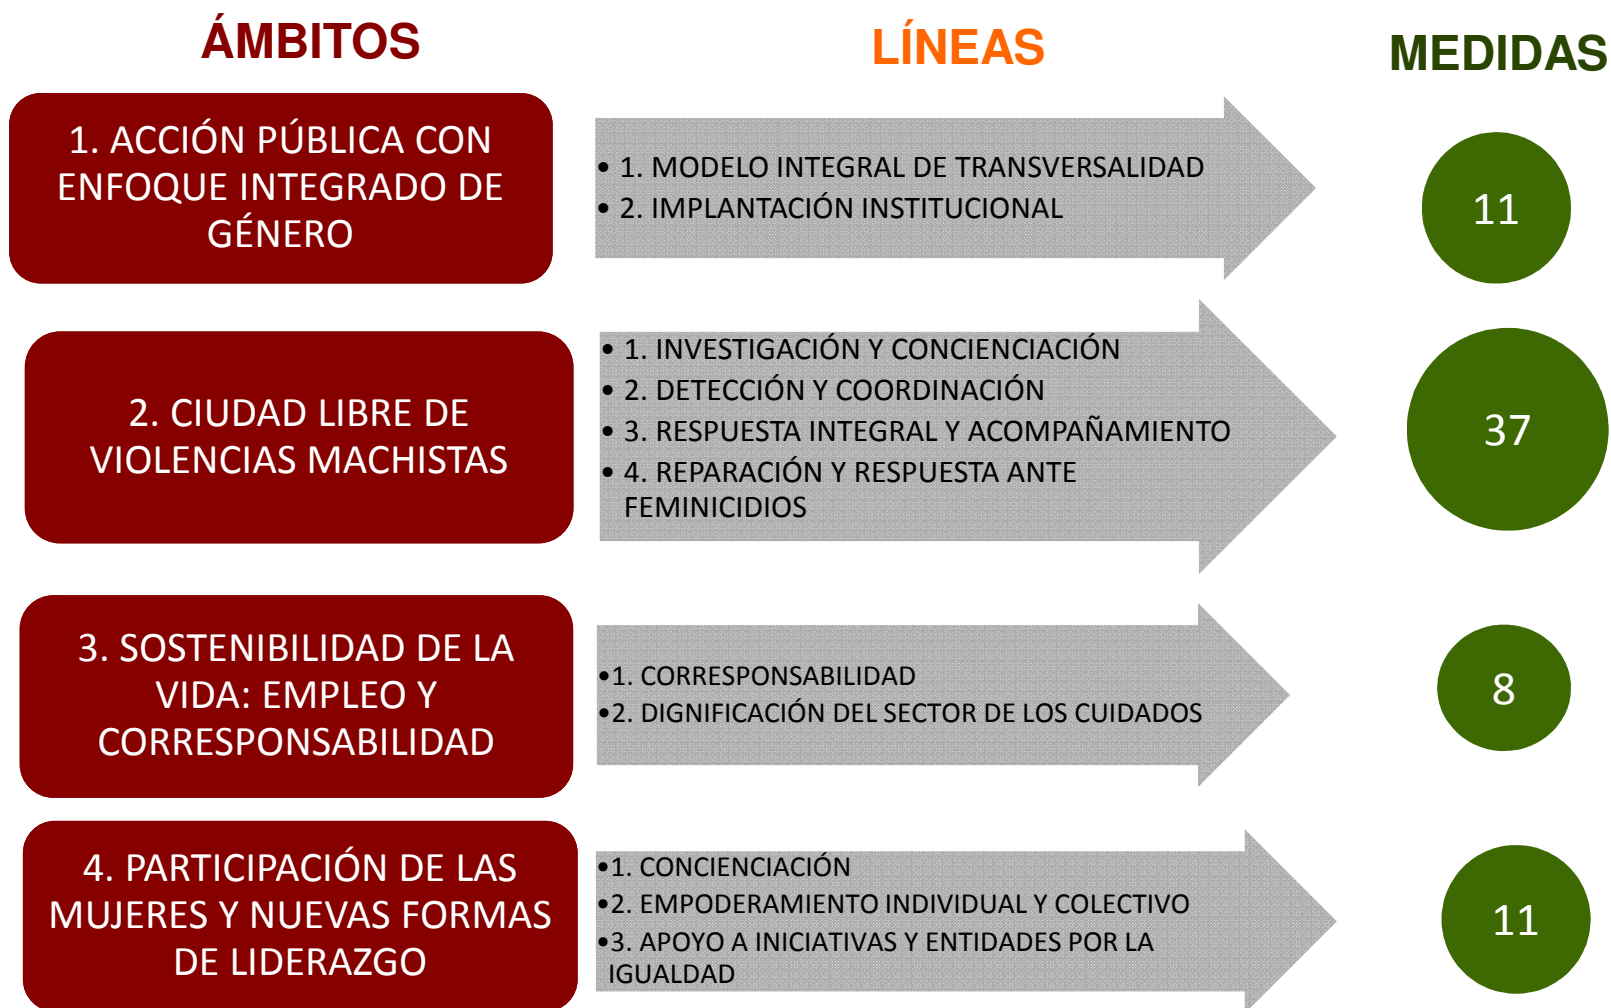 ÁMBITOS
LÍNEAS
MEDIDAS
1. ACCIÓN PÚBLICA CON
ENFOQUE INTEGRADO DE
GÉNERO
• 1. MODELO INTEGRAL DE TRANSVERSALIDAD
• 2. IMPLANTACIÓN INSTITUCIONAL
11
2. CIUDAD LIBRE DE
VIOLENCIAS MACHISTAS
• 1. INVESTIGACIÓN Y CONCIENCIACIÓN
• 2. DETECCIÓN Y COORDINACIÓN
• 3. RESPUESTA INTEGRAL Y ACOMPAÑAMIENTO
• 4. REPARACIÓN Y RESPUESTA ANTE
FEMINICIDIOS
37
3. SOSTENIBILIDAD DE LA
VIDA: EMPLEO Y
CORRESPONSABILIDAD
•1. CORRESPONSABILIDAD
•2. DIGNIFICACIÓN DEL SECTOR DE LOS CUIDADOS
8
4. PARTICIPACIÓN DE LAS
MUJERES Y NUEVAS FORMAS
DE LIDERAZGO
•1. CONCIENCIACIÓN
•2. EMPODERAMIENTO INDIVIDUAL Y COLECTIVO
•3. APOYO A INICIATIVAS Y ENTIDADES POR LA
IGUALDAD
11